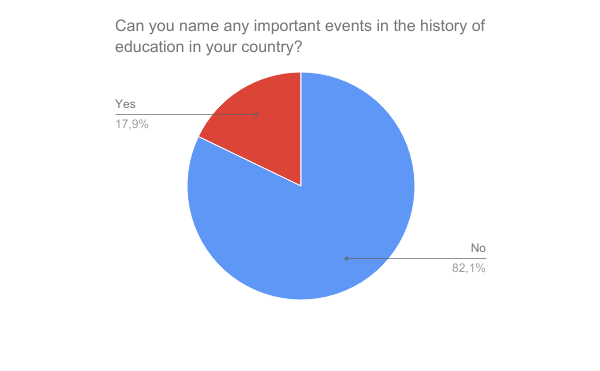 Can you name any important events in the history of
education in your country?
Yes
17,9%
No
82,1%